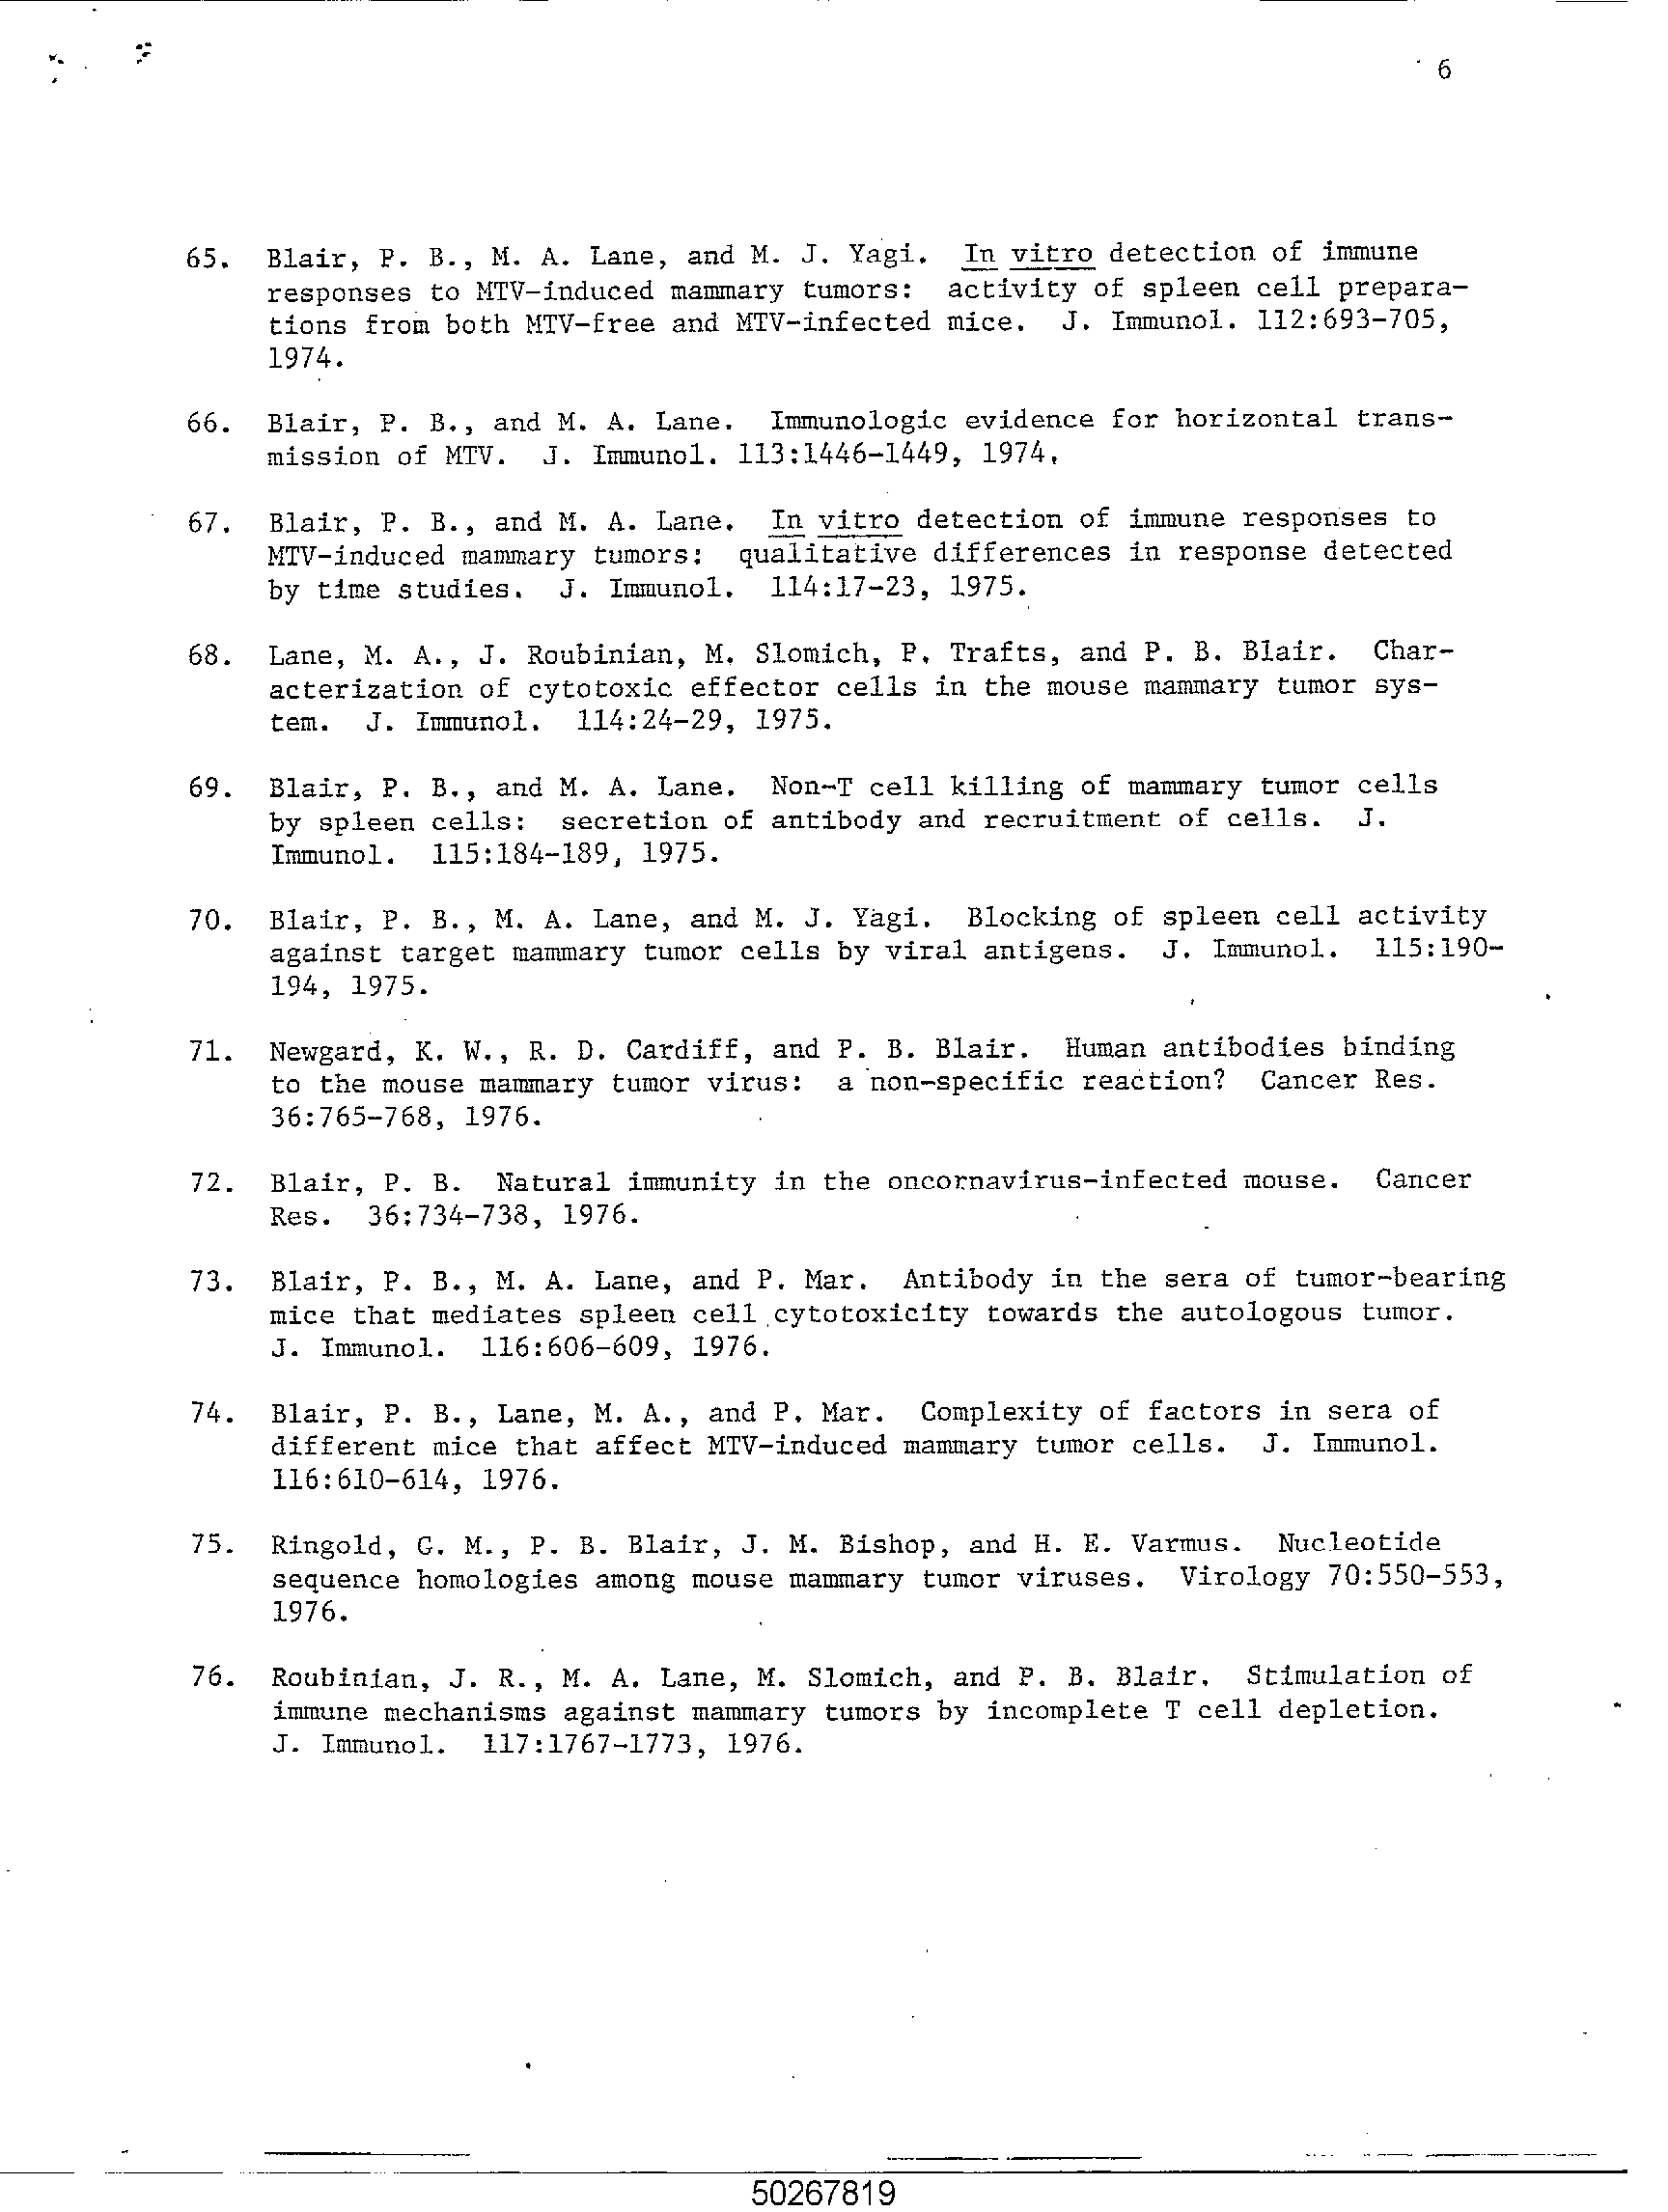 6
65. Blair, P. B., M. A. Lane, and M. J. Yagi. In vitro detection of immune
responses to MTV-induced mammary tumors: activity of spleen cell prepara-
tions from both MTV-free and MTV-infected mice. J. Immunol. 112:693-705,
1974.
66. Blair, P. B., and M. A. Lane. Immunologic evidence for horizontal trans-
mission of MTV. J. Immunol. 113:1446-1449, 1974.
67. Blair, P. B., and M. A. Lane. In vitro detection of immune responses to
MTV-induced mammary tumors: qualitative differences in response detected
by time studies. J. Immunol. 114:17-23, 1975.
68. Lane, M. A., J. Roubinian, M. Slomich, P. Trafts, and P. B. Blair. Char-
acterization of cytotoxic effector cells in the mouse mammary tumor sys-
tem. J. Immunol. 114:24-29, 1975.
69. Blair, P. B., and M. A. Lane. Non-T cell killing of mammary tumor cells
by spleen cells: secretion of antibody and recruitment of cells. J.
Immunol. 115:184-189, 1975.
70. Blair, P. B., M. A. Lane, and M. J. Yagi. Blocking of spleen cell activity
against target mammary tumor cells by viral antigens. J. Immunol. 115:190-
194, 1975.
71. Newgard, K. W., R. D. Cardiff, and P. B. Blair. Human antibodies binding
to the mouse mammary tumor virus: a non-specific reaction? Cancer Res.
36:765-768, 1976.
72. Blair, P. B. Natural immunity in the oncornavirus-infected mouse. Cancer
Res. 36:734-738, 1976.
73. Blair, P. B., M. A. Lane, and P. Mar. Antibody in the sera of tumor-bearing
mice that mediates spleen cell cytotoxicity towards the autologous tumor.
J. Immunol. 116:606-609, 1976.
74. Blair, P. B., Lane, M. A., and P. Mar. Complexity of factors in sera of
different mice that affect MTV-induced mammary tumor cells. J. Immunol.
116:610-614, 1976.
75. Ringold, G. M., P. B. Blair, J. M. Bishop, and H. E. Varmus. Nucleotide
sequence homologies among mouse mammary tumor viruses. Virology 70:550-553,
1976.
76. Roubinian, J. R., M. A. Lane, M. Slomich, and P. B. Blair. Stimulation of
immune mechanisms against mammary tumors by incomplete T cell depletion.
J. Immunol. 117:1767-1773, 1976.
50267819